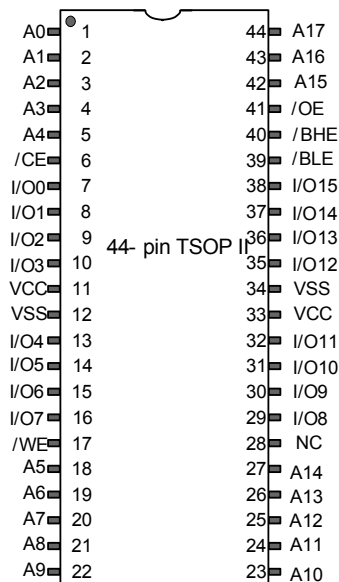 A0 1 44 A17
A1 2 43 A16
A2 3 42 A15
A3 4 41 /OE
A4 5 40 /BHE
/CE 6 39 /BLE
I/O0 7 38 I/O15
I/O1 8 37 I/O14
I/O2 9 36 I/O13
44- pin TSOP II
I/O3 10 35 I/O12
VCC 11 34 VSS
VSS 12 33 VCC
I/O4 13 32 I/O11
I/O5 14 31 I/O10
I/O6 15 30 I/O9
I/O7 16 29 I/O8
/WE 17 28 NC
A5 18 27 A14
A6 19 26 A13
A7 20 25 A12
A8 21 24 A11
A9 22 23 A10